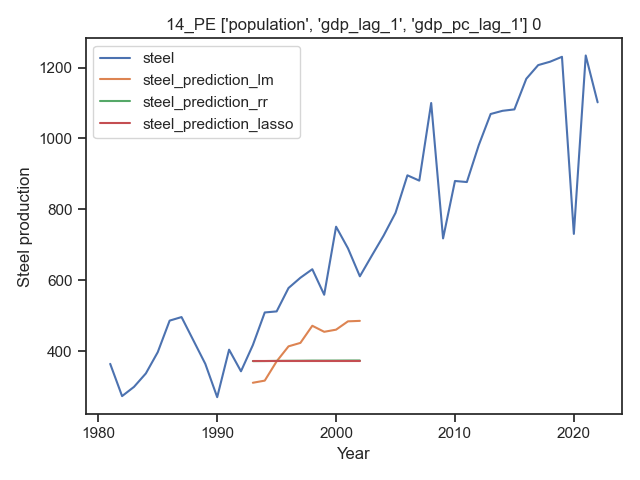 14_PE ['population', 'gdp_lag_1', 'gdp_pc_lag_1'] 0
steel
steel_prediction_lm
steel_prediction_rr
steel_prediction_lasso
Steel production
1200
1000
800
600
400
1980
1990
2000
2010
2020
Year